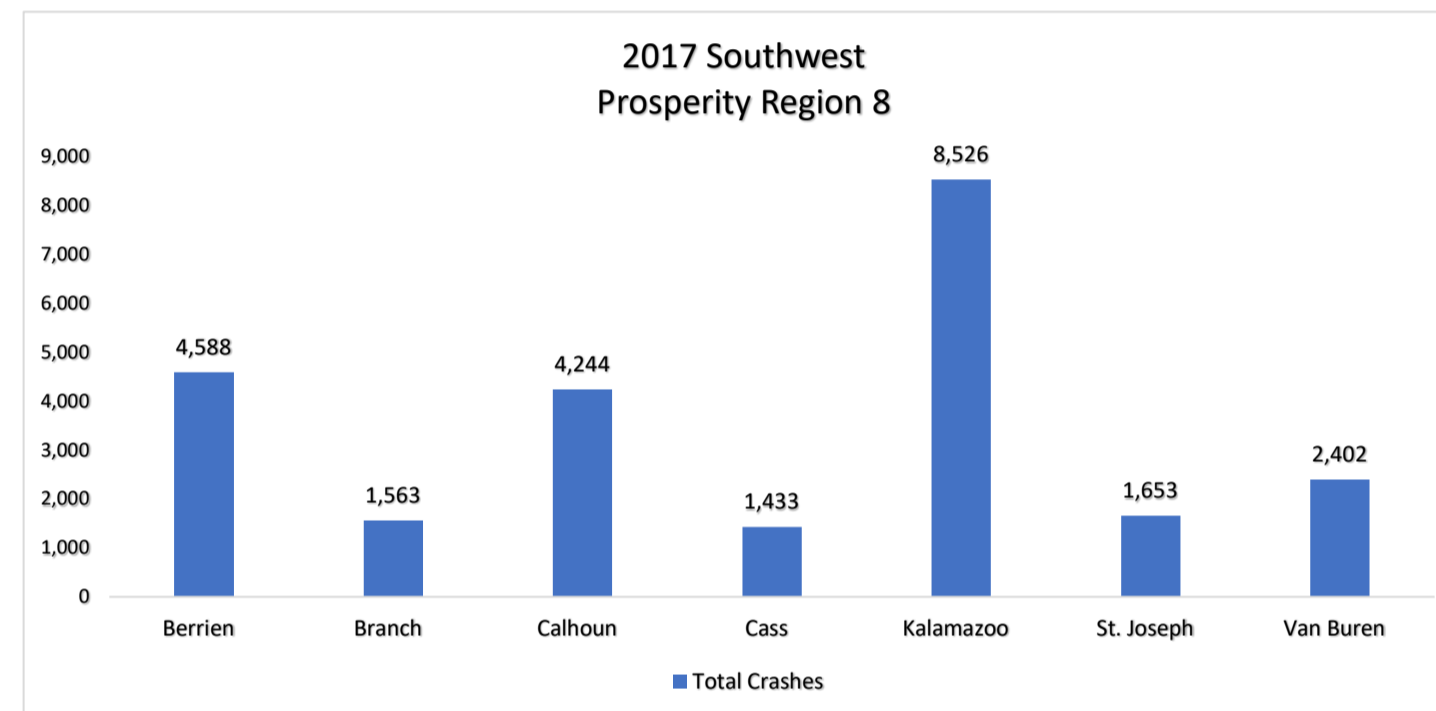 2017 Southwest
Prosperity Region 8
9,000
8,000
7,000
6,000
5,000
4,000
3,000
2,000
1,000
0
4,588
1,563
4,244
1,433
8,526
1,653
2,402
Berrien
Branch
Calhoun
Cass
Kalamazoo
St. Joseph
Van Buren
Total Crashes